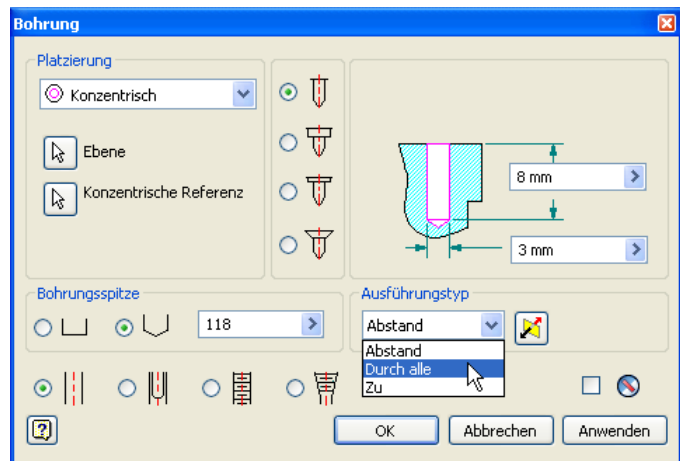 Bohrung
Platzierung
Konzentrisch
Ebene
Konzentrische Referenz
8 mm
3 mm
Bohrungsspitze
118
Ausführungstyp
Abstand
Abstand
Durch alle
Zu
?
OK
Abbrechen
Anwenden